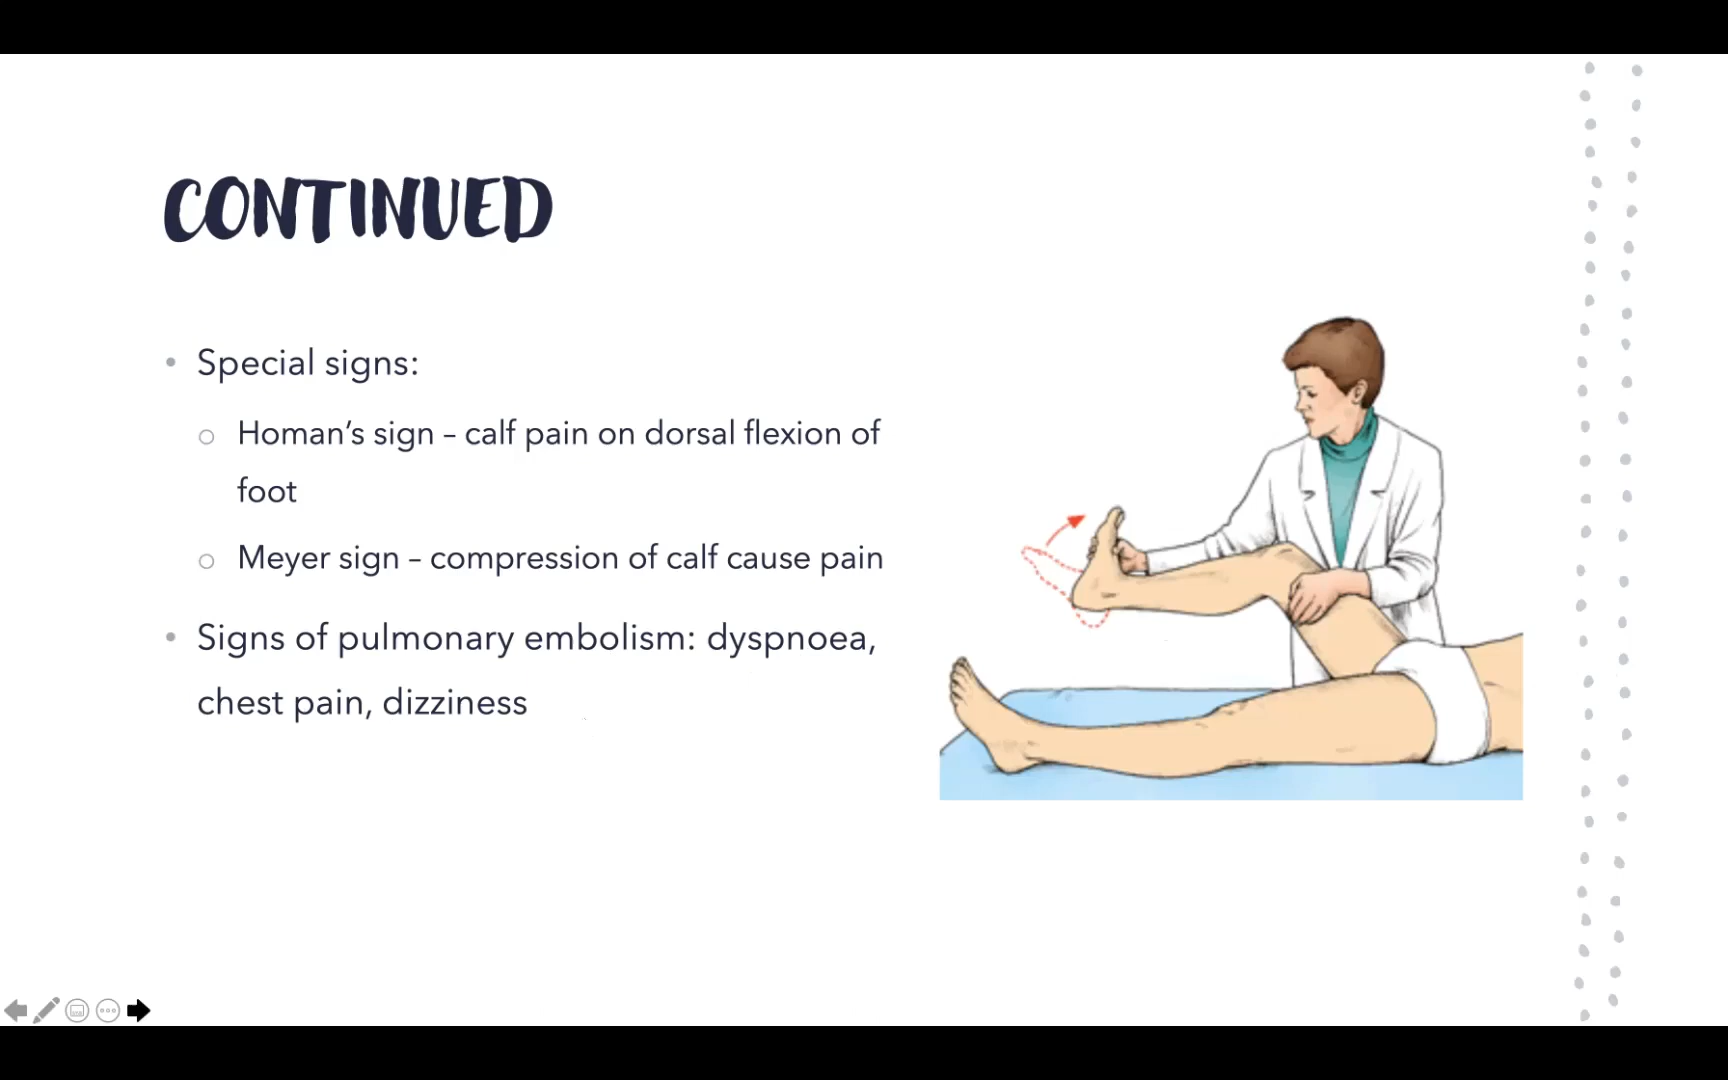 CONTINUED
• Special signs:
○ Homan’s sign – calf pain on dorsal flexion of
foot
○ Meyer sign – compression of calf cause pain
• Signs of pulmonary embolism: dyspnoea,
chest pain, dizziness